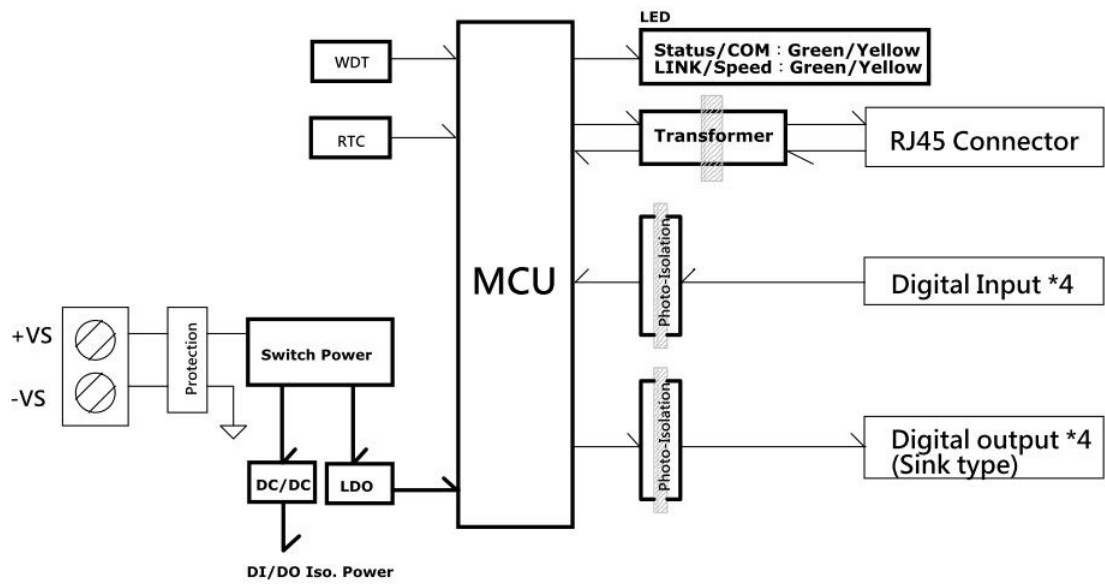 LED
Status/COM : Green/Yellow
LINK/Speed : Green/Yellow
WDT
RTC
Transformer
RJ45 Connector
MCU
Photo-Isolation
Digital Input *4
+VS
-VS
Protection
Switch Power
Photo-Isolation
Digital output *4
(Sink type)
DC/DC
LDO
DI/DO Iso. Power